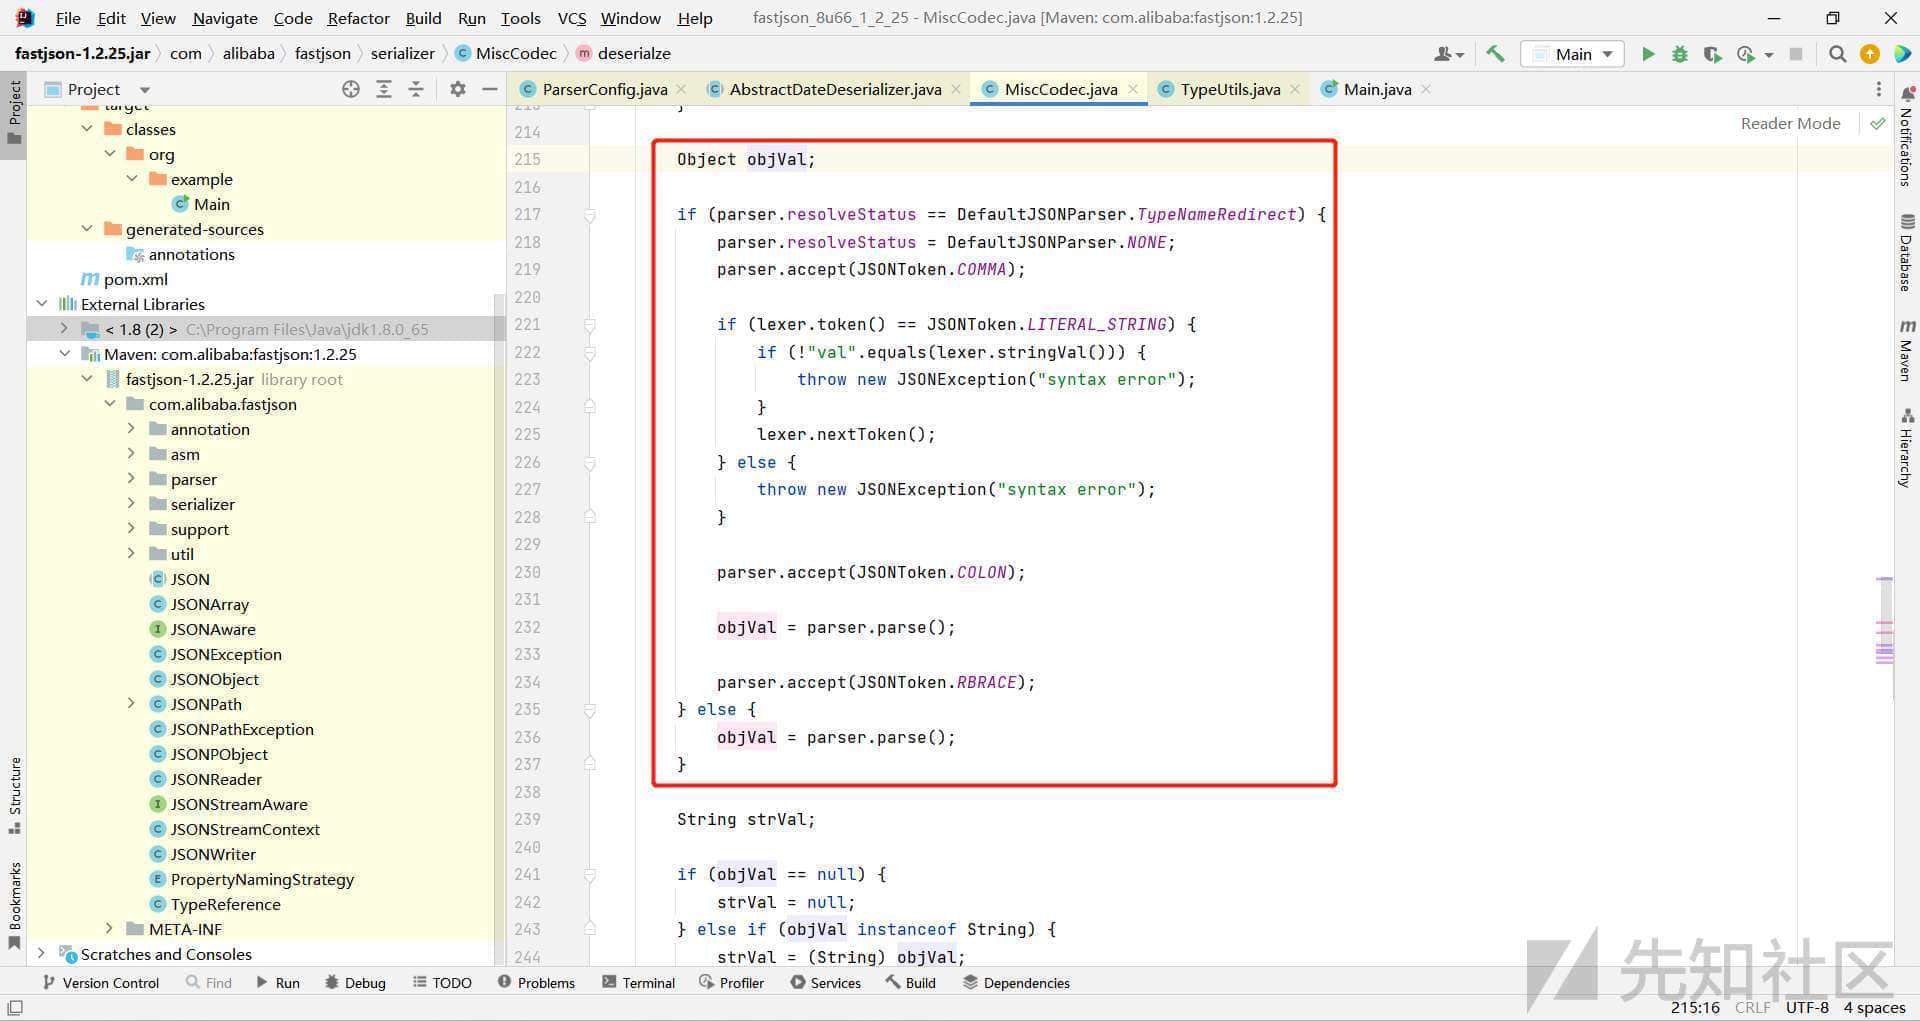 File Edit View Navigate Code Refactor Build Run Tools VCS Window Help fastjson_8u66_1_2_25 - MiscCodec.java [Maven: com.alibaba:fastjson:1.2.25]
fastjson-1.2.25.jar com alibaba fastjson serializer MiscCodec deserialze Main
Project
ParserConfig.java AbstractDateDeserializer.java MiscCodec.java TypeUtils.java Main.java
Project
Structure
Bookmarks
target
classes
org
example
Main
generated-sources
annotations
pom.xml
External Libraries
< 1.8 (2) > C:\Program Files\Java\jdk1.8.0_65
Maven: com.alibaba:fastjson:1.2.25
fastjson-1.2.25.jar library root
com.alibaba.fastjson
annotation
asm
parser
serializer
support
util
JSON
JSONArray
JSONAware
JSONException
JSONObject
JSONPath
JSONPathException
JSONPObject
JSONReader
JSONStreamAware
JSONStreamContext
JSONWriter
PropertyNamingStrategy
TypeReference
META-INF
Scratches and Consoles
Reader Mode
213 }
214
215 Object objVal;
216
217 if (parser.resolveStatus == DefaultJSONParser.TypeNameRedirect) {
218 parser.resolveStatus = DefaultJSONParser.NONE;
219 parser.accept(JSONToken.COMMA);
220
221 if (lexer.token() == JSONToken.LITERAL_STRING) {
222 if (!"val".equals(lexer.stringVal())) {
223 throw new JSONException("syntax error");
224 }
225 lexer.nextToken();
226 } else {
227 throw new JSONException("syntax error");
228 }
229
230 parser.accept(JSONToken.COLON);
231
232 objVal = parser.parse();
233
234 parser.accept(JSONToken.RBRACE);
235 } else {
236 objVal = parser.parse();
237 }
238
239 String strVal;
240
241 if (objVal == null) {
242 strVal = null;
243 } else if (objVal instanceof String) {
244 strVal = (String) objVal;
Notifications
Database
Maven
Hierarchy
先知社区
Version Control Find Run Debug TODO Problems Terminal Profiler Services Build Dependencies
215:16 CRLF UTF-8 4 spaces